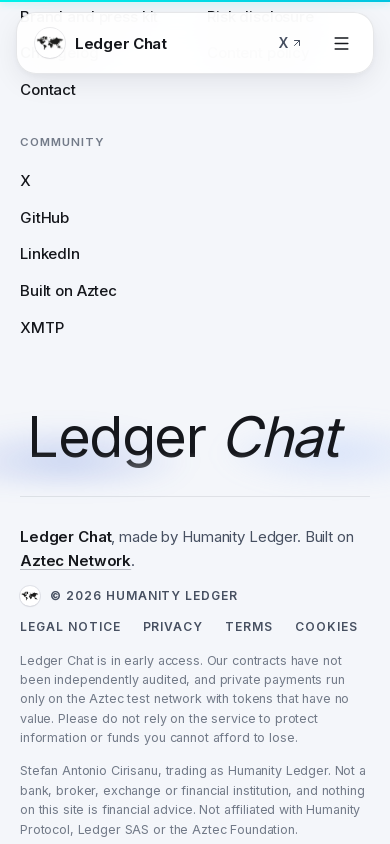 Ledger Chat
X
Contact
COMMUNITY
X
GitHub
LinkedIn
Built on Aztec
XMTP
Ledger Chat
Ledger Chat, made by Humanity Ledger. Built on
Aztec Network.
© 2026 HUMANITY LEDGER
LEGAL NOTICE PRIVACY TERMS COOKIES
Ledger Chat is in early access. Our contracts have not
been independently audited, and private payments run
only on the Aztec test network with tokens that have no
value. Please do not rely on the service to protect
information or funds you cannot afford to lose.
Stefan Antonio Cirisanu, trading as Humanity Ledger. Not a
bank, broker, exchange or financial institution, and nothing
on this site is financial advice. Not affiliated with Humanity
Protocol, Ledger SAS or the Aztec Foundation.